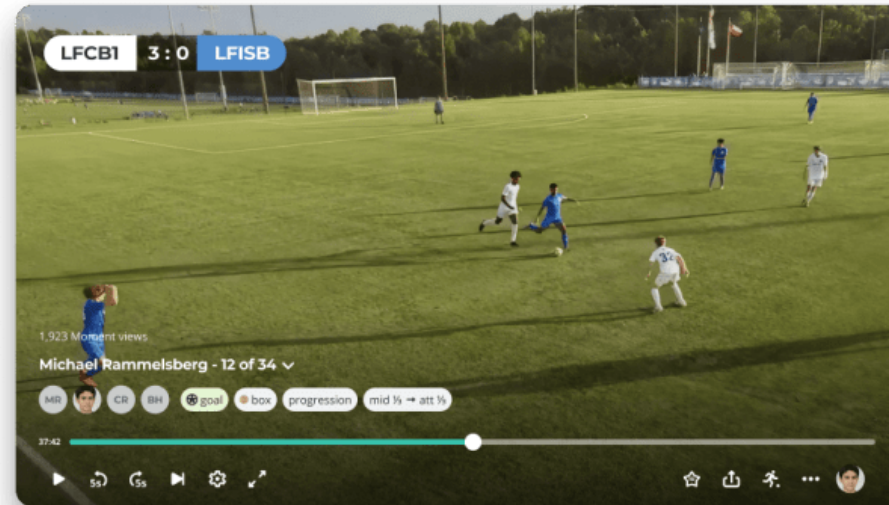 LFCB1 3 : 0 LFISB
32
1,923 Moment views
Michael Rammelsberg - 12 of 34
MR CR BH goal box progression mid ⅓ → att ⅓
37:42
5s 5s